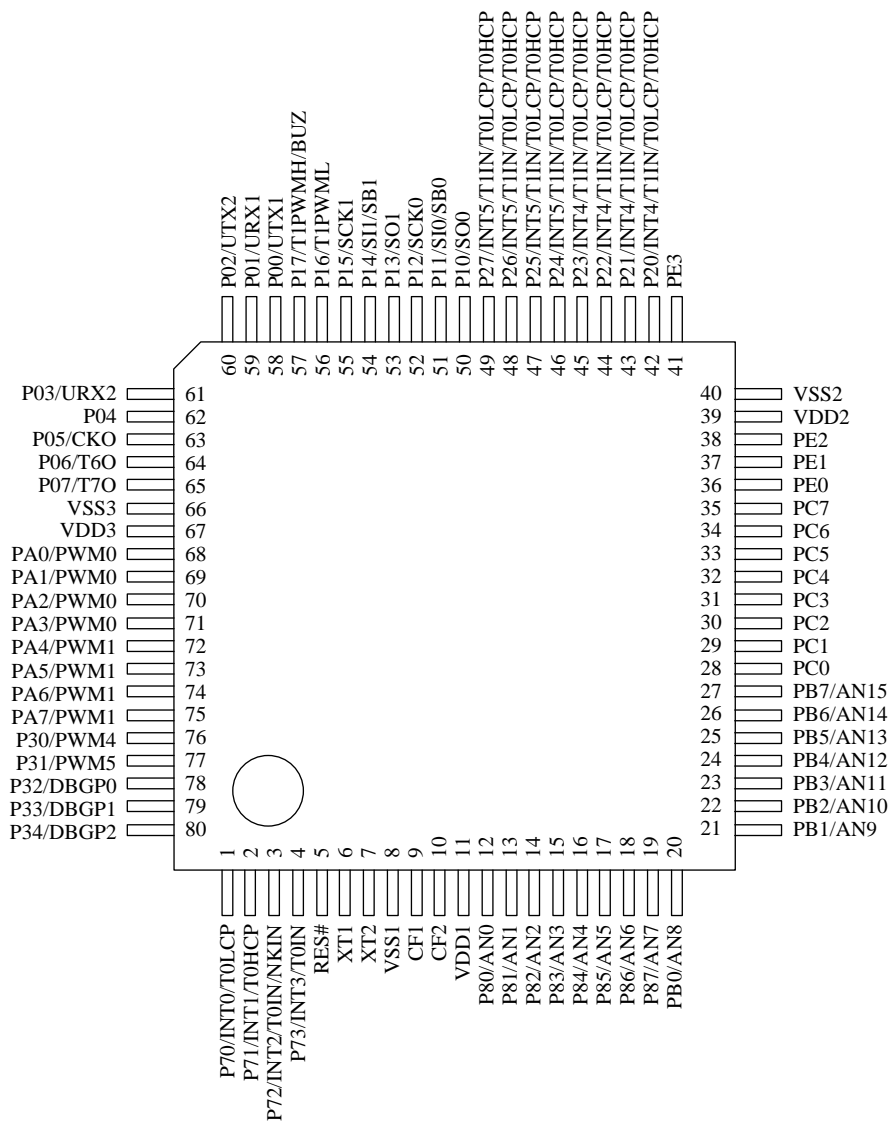 P02/UTX2
P01/URX1
P00/UTX1
P17/T1PWMH/BUZ
P16/T1PWML
P15/SCK1
P14/SI1/SB1
P13/SO1
P12/SCK0
P11/SI0/SB0
P10/SO0
P27/INT5/T1IN/T0LCP/T0HCP
P26/INT5/T1IN/T0LCP/T0HCP
P25/INT5/T1IN/T0LCP/T0HCP
P24/INT5/T1IN/T0LCP/T0HCP
P23/INT4/T1IN/T0LCP/T0HCP
P22/INT4/T1IN/T0LCP/T0HCP
P21/INT4/T1IN/T0LCP/T0HCP
P20/INT4/T1IN/T0LCP/T0HCP
PE3
60
59
58
57
56
55
54
53
52
51
50
49
48
47
46
45
44
43
42
41
P03/URX2 61
P04 62
P05/CKO 63
P06/T6O 64
P07/T7O 65
VSS3 66
VDD3 67
PA0/PWM0 68
PA1/PWM0 69
PA2/PWM0 70
PA3/PWM0 71
PA4/PWM1 72
PA5/PWM1 73
PA6/PWM1 74
PA7/PWM1 75
P30/PWM4 76
P31/PWM5 77
P32/DBGP0 78
P33/DBGP1 79
P34/DBGP2 80
40 VSS2
39 VDD2
38 PE2
37 PE1
36 PE0
35 PC7
34 PC6
33 PC5
32 PC4
31 PC3
30 PC2
29 PC1
28 PC0
27 PB7/AN15
26 PB6/AN14
25 PB5/AN13
24 PB4/AN12
23 PB3/AN11
22 PB2/AN10
21 PB1/AN9
1
2
3
4
5
6
7
8
9
10
11
12
13
14
15
16
17
18
19
20
P70/INT0/T0LCP
P71/INT1/T0HCP
P72/INT2/T0IN/NKIN
P73/INT3/T0IN
RES#
XT1
XT2
VSS1
CF1
CF2
VDD1
P80/AN0
P81/AN1
P82/AN2
P83/AN3
P84/AN4
P85/AN5
P86/AN6
P87/AN7
PB0/AN8